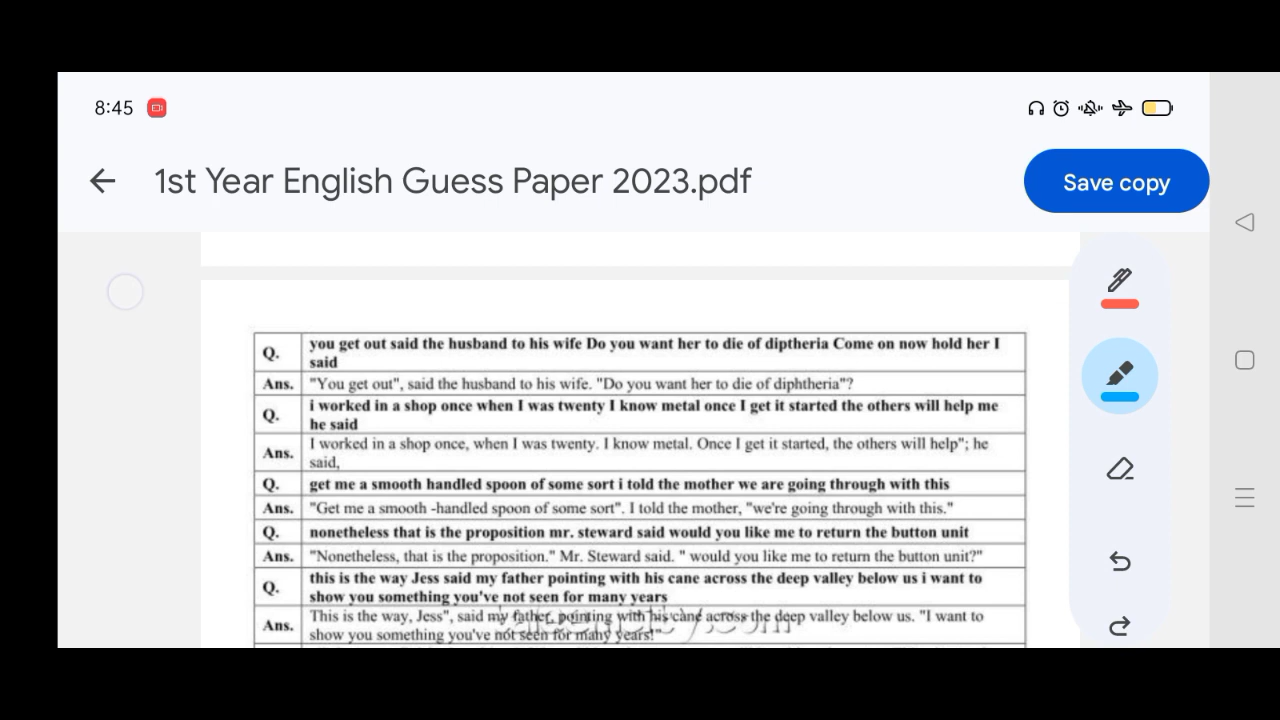 8:45
1st Year English Guess Paper 2023.pdf
Save copy
Q. you get out said the husband to his wife Do you want her to die of diptheria Come on now hold her I
said
Ans. "You get out", said the husband to his wife. "Do you want her to die of diphtheria"?
Q. i worked in a shop once when I was twenty I know metal once I get it started the others will help me
he said
Ans. I worked in a shop once, when I was twenty. I know metal. Once I get it started, the others will help"; he
said,
Q. get me a smooth handled spoon of some sort i told the mother we are going through with this
Ans. "Get me a smooth -handled spoon of some sort". I told the mother, "we're going through with this."
Q. nonetheless that is the proposition mr. steward said would you like me to return the button unit
Ans. "Nonetheless, that is the proposition." Mr. Steward said. " would you like me to return the button unit?"
Q. this is the way Jess said my father pointing with his cane across the deep valley below us i want to
show you something you've not seen for many years
Ans. This is the way, Jess", said my father, pointing with his cane across the deep valley below us. "I want to
show you something you've not seen for many years!"